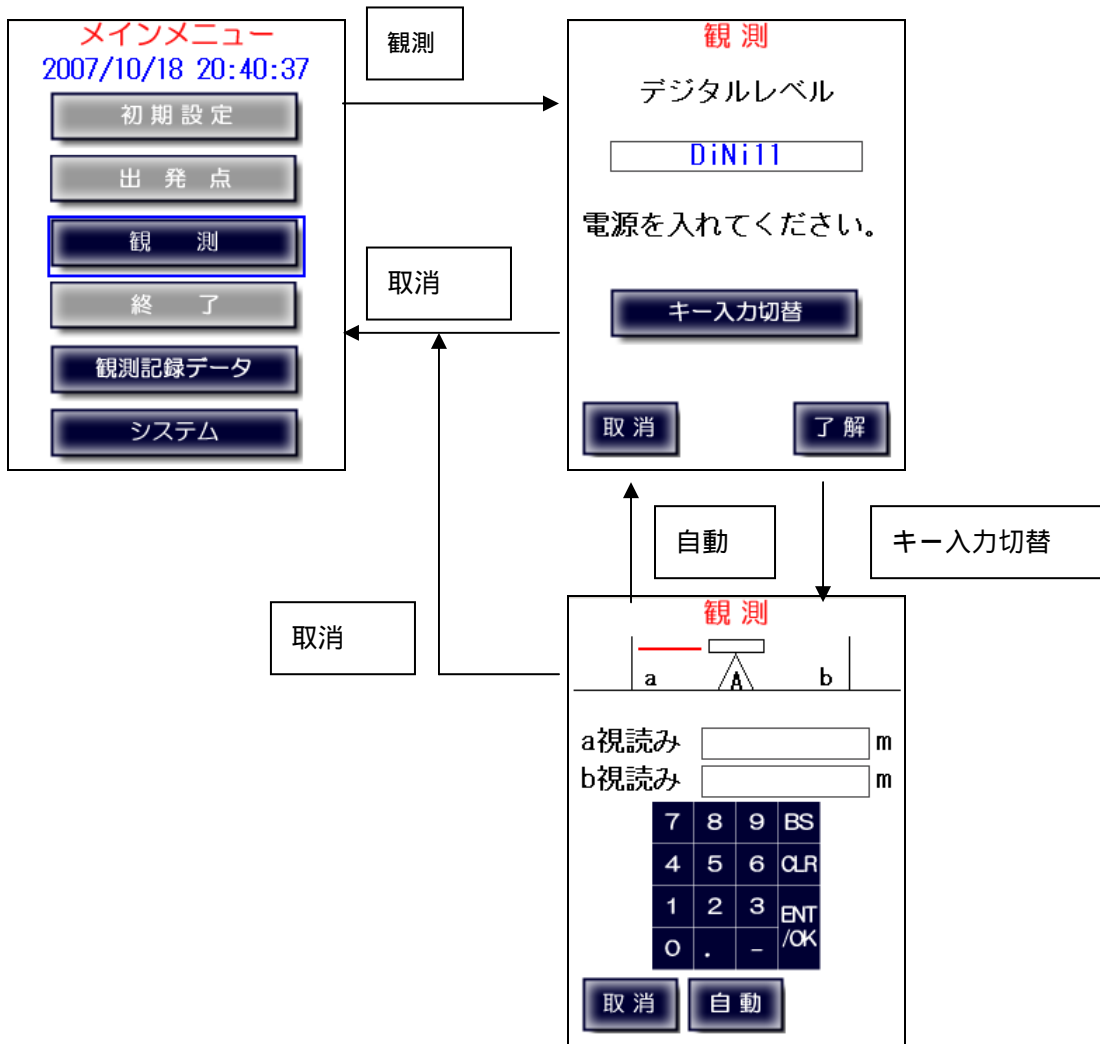 メインメニュー
2007/10/18 20:40:37
初期設定
出 発 点
観 測
終 了
観測記録データ
システム
観測
取消
観 測
デジタルレベル
DiNi11
電源を入れてください。
キー入力切替
取 消
了 解
自動
キー入力切替
取消
観 測
a
A
b
a視読み m
b視読み m
7 8 9 BS
4 5 6 CLR
1 2 3 ENT
/OK
0 . -
取 消
自 動